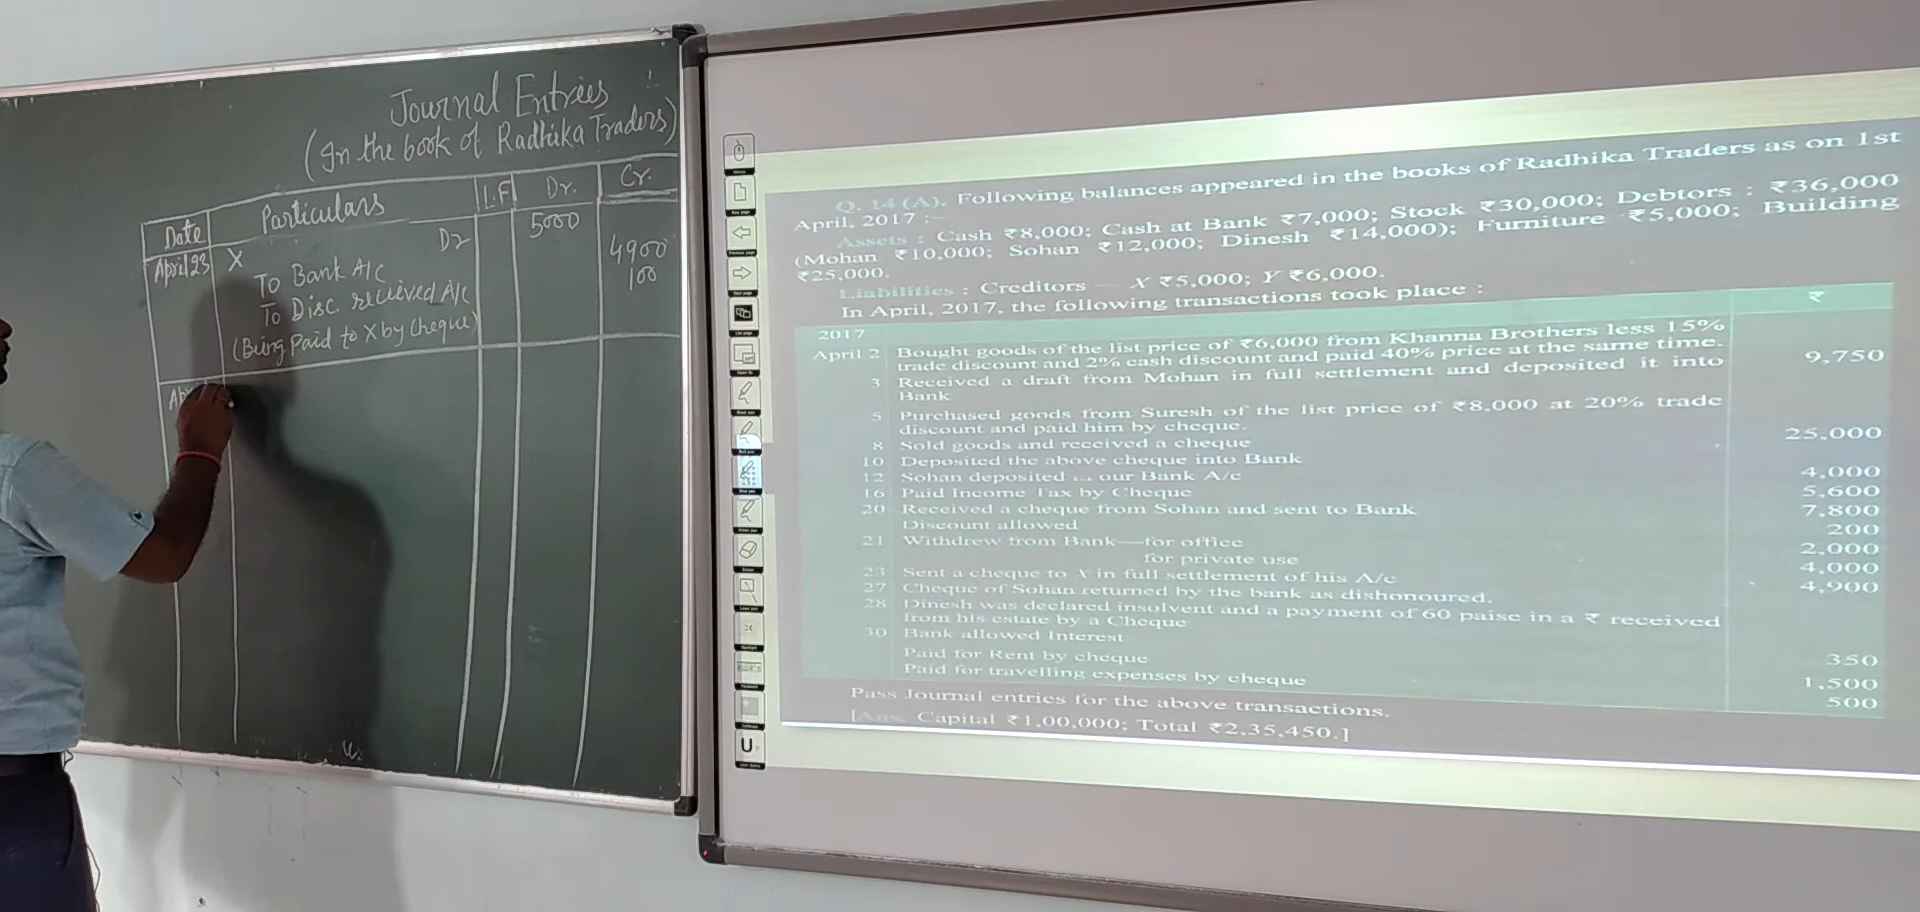 Journal Entries
(In the book of Radhika Traders)
Date Particulars L.F Dr. Cr.
April 23 X Dr 5000
To Bank A/c 4900
To Disc. recieved A/c 100
(Being Paid to X by Cheque)
Q. 14 (A). Following balances appeared in the books of Radhika Traders as on 1st
April, 2017 :—
Assets : Cash ₹8,000; Cash at Bank ₹7,000; Stock ₹30,000; Debtors : ₹36,000
(Mohan ₹10,000; Sohan ₹12,000; Dinesh ₹14,000); Furniture ₹5,000; Building
₹25,000.
Liabilities : Creditors — X ₹5,000; Y ₹6,000.
In April, 2017, the following transactions took place :
2017 ₹
April 2 Bought goods of the list price of ₹6,000 from Khanna Brothers less 15%
trade discount and 2% cash discount and paid 40% price at the same time.
3 Received a draft from Mohan in full settlement and deposited it into
Bank 9,750
5 Purchased goods from Suresh of the list price of ₹8,000 at 20% trade
discount and paid him by cheque.
8 Sold goods and received a cheque 25,000
10 Deposited the above cheque into Bank
12 Sohan deposited our Bank A/c 4,000
16 Paid Income Tax by Cheque 5,600
20 Received a cheque from Sohan and sent to Bank 7,800
Discount allowed 200
21 Withdrew from Bank—for office 2,000
for private use 4,000
23 Sent a cheque to X in full settlement of his A/c 4,900
27 Cheque of Sohan returned by the bank as dishonoured.
28 Dinesh was declared insolvent and a payment of 60 paise in a ₹ received
from his estate by a Cheque
30 Bank allowed Interest 350
Paid for Rent by cheque 1,500
Paid for travelling expenses by cheque 500
Pass Journal entries for the above transactions.
[Ans. Capital ₹1,00,000; Total ₹2,35,450.]